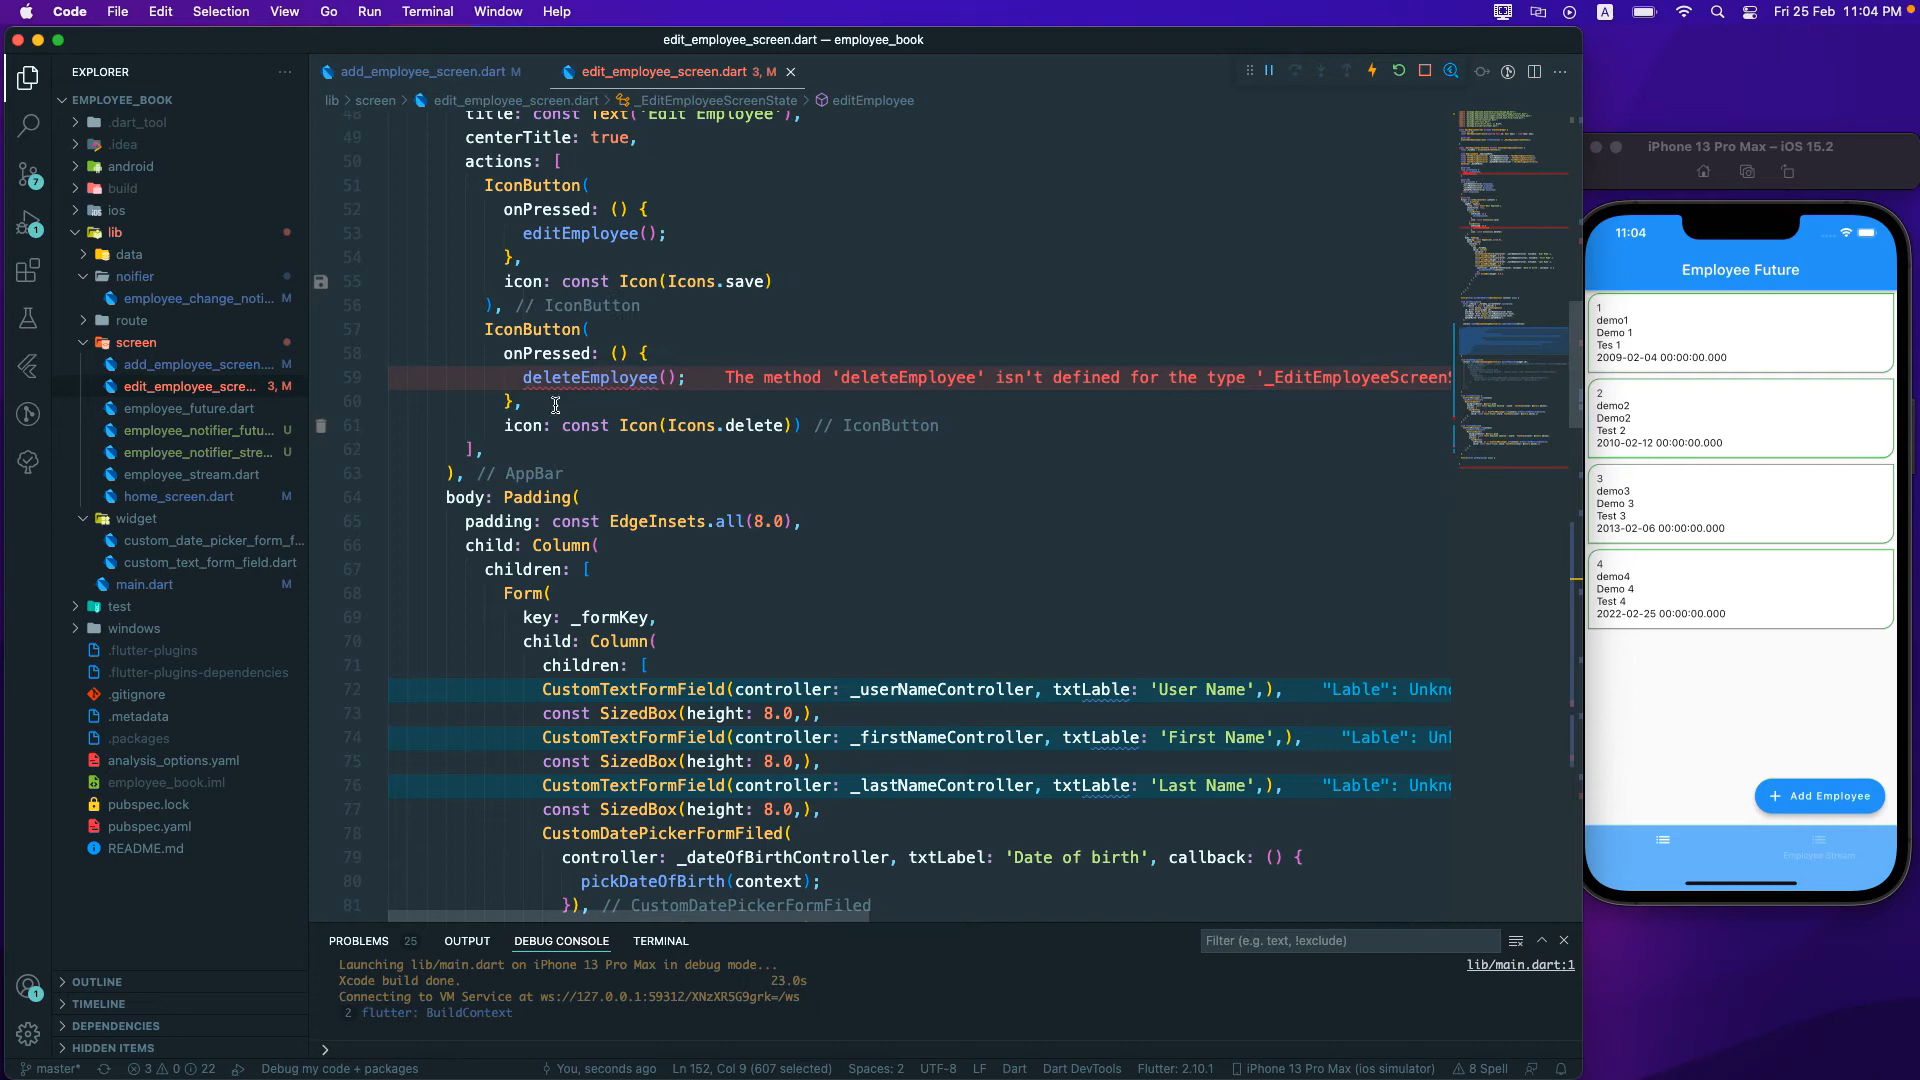 Code File Edit Selection View Go Run Terminal Window Help
A Fri 25 Feb 11:04 PM
edit_employee_screen.dart — employee_book
EXPLORER
EMPLOYEE_BOOK
.dart_tool
.idea
android
build
ios
lib
data
noifier
employee_change_noti... M
route
screen
add_employee_screen.... M
edit_employee_scre... 3, M
employee_future.dart
employee_notifier_futu... U
employee_notifier_stre... U
employee_stream.dart
home_screen.dart M
widget
custom_date_picker_form_f...
custom_text_form_field.dart
main.dart M
test
windows
.flutter-plugins
.flutter-plugins-dependencies
.gitignore
.metadata
.packages
analysis_options.yaml
employee_book.iml
pubspec.lock
pubspec.yaml
README.md
OUTLINE
TIMELINE
DEPENDENCIES
HIDDEN ITEMS
7
1
1
add_employee_screen.dart M
edit_employee_screen.dart 3, M
lib > screen > edit_employee_screen.dart > _EditEmployeeScreenState > editEmployee
48 title: const Text('Edit Employee'),
49 centerTitle: true,
50 actions: [
51 IconButton(
52 onPressed: () {
53 editEmployee();
54 },
55 icon: const Icon(Icons.save)
56 ), // IconButton
57 IconButton(
58 onPressed: () {
59 deleteEmployee(); The method 'deleteEmployee' isn't defined for the type '_EditEmployeeScreenS
60 },
61 icon: const Icon(Icons.delete)) // IconButton
62 ],
63 ), // AppBar
64 body: Padding(
65 padding: const EdgeInsets.all(8.0),
66 child: Column(
67 children: [
68 Form(
69 key: _formKey,
70 child: Column(
71 children: [
72 CustomTextFormField(controller: _userNameController, txtLable: 'User Name',), "Lable": Unkno
73 const SizedBox(height: 8.0,),
74 CustomTextFormField(controller: _firstNameController, txtLable: 'First Name',), "Lable": Unk
75 const SizedBox(height: 8.0,),
76 CustomTextFormField(controller: _lastNameController, txtLable: 'Last Name',), "Lable": Unkno
77 const SizedBox(height: 8.0,),
78 CustomDatePickerFormFiled(
79 controller: _dateOfBirthController, txtLabel: 'Date of birth', callback: () {
80 pickDateOfBirth(context);
81 }), // CustomDatePickerFormFiled
PROBLEMS 25 OUTPUT DEBUG CONSOLE TERMINAL
Filter (e.g. text, !exclude)
Launching lib/main.dart on iPhone 13 Pro Max in debug mode... lib/main.dart:1
Xcode build done. 23.0s
Connecting to VM Service at ws://127.0.0.1:59312/XNzXR5G9grk=/ws
2 flutter: BuildContext
master* 3 0 22 Debug my code + packages You, seconds ago Ln 152, Col 9 (607 selected) Spaces: 2 UTF-8 LF Dart Dart DevTools Flutter: 2.10.1 iPhone 13 Pro Max (ios simulator) 8 Spell
iPhone 13 Pro Max – iOS 15.2
11:04
Employee Future
1
demo1
Demo 1
Tes 1
2009-02-04 00:00:00.000
2
demo2
Demo2
Test 2
2010-02-12 00:00:00.000
3
demo3
Demo 3
Test 3
2013-02-06 00:00:00.000
4
demo4
Demo 4
Test 4
2022-02-25 00:00:00.000
+ Add Employee
Employee Stream